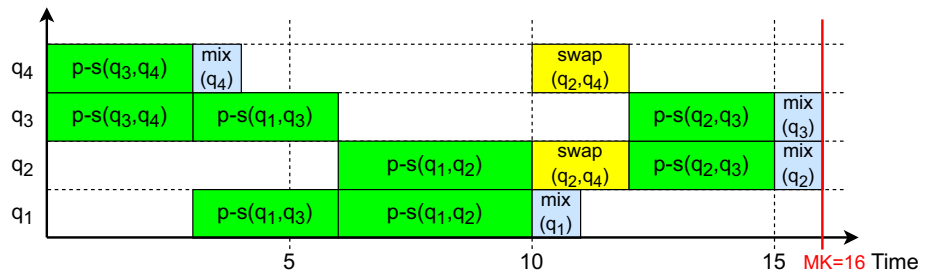 q₄ p-s(q₃,q₄) mix swap
(q₄) (q₂,q₄)
q₃ p-s(q₃,q₄) p-s(q₁,q₃) p-s(q₂,q₃) mix
(q₃)
q₂ p-s(q₁,q₂) swap p-s(q₂,q₃) mix
(q₂,q₄) (q₂)
q₁ p-s(q₁,q₃) p-s(q₁,q₂) mix
(q₁)
5 10 15 MK=16 Time